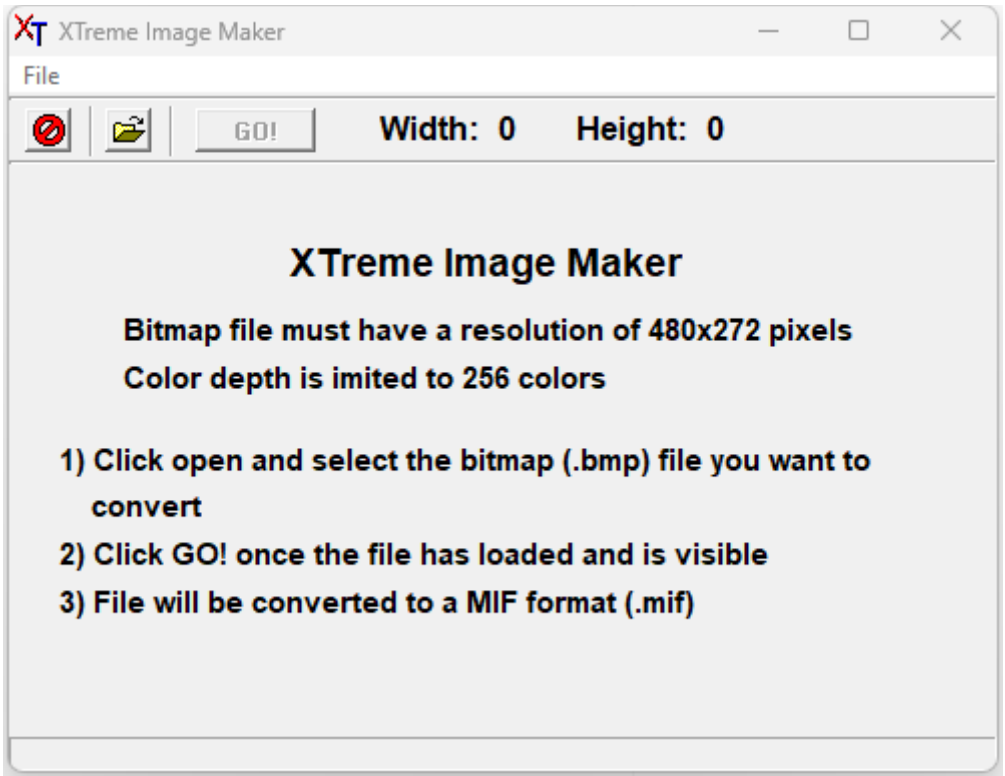 XT XTreme Image Maker
File
GO! Width: 0 Height: 0
XTreme Image Maker
Bitmap file must have a resolution of 480x272 pixels
Color depth is imited to 256 colors
1) Click open and select the bitmap (.bmp) file you want to
convert
2) Click GO! once the file has loaded and is visible
3) File will be converted to a MIF format (.mif)